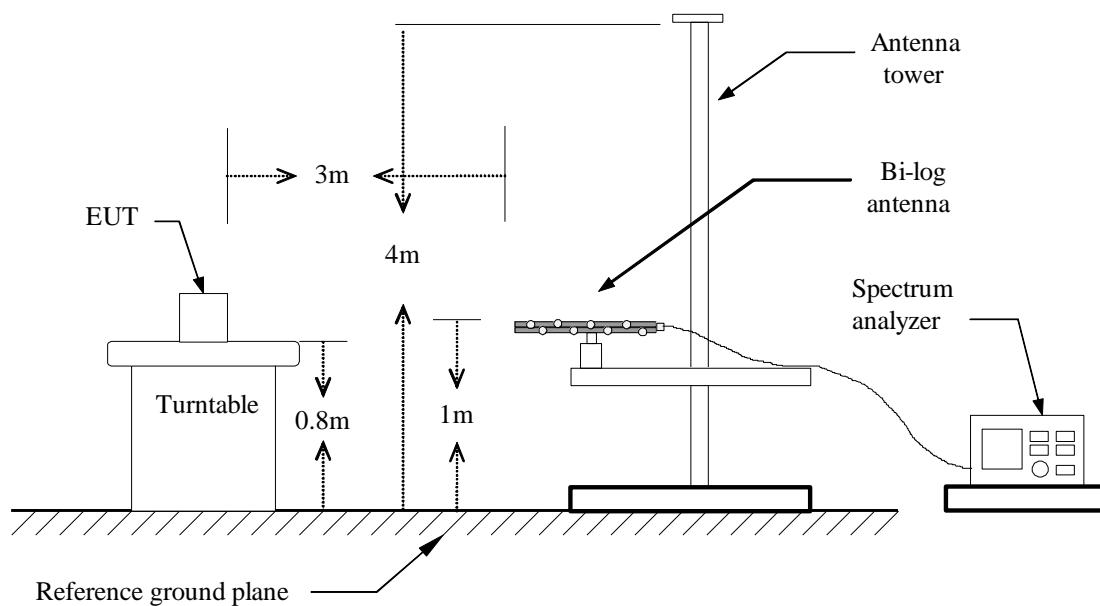 Antenna
tower
3m
Bi-log
antenna
EUT
4m
Spectrum
analyzer
Turntable
0.8m
1m
Reference ground plane